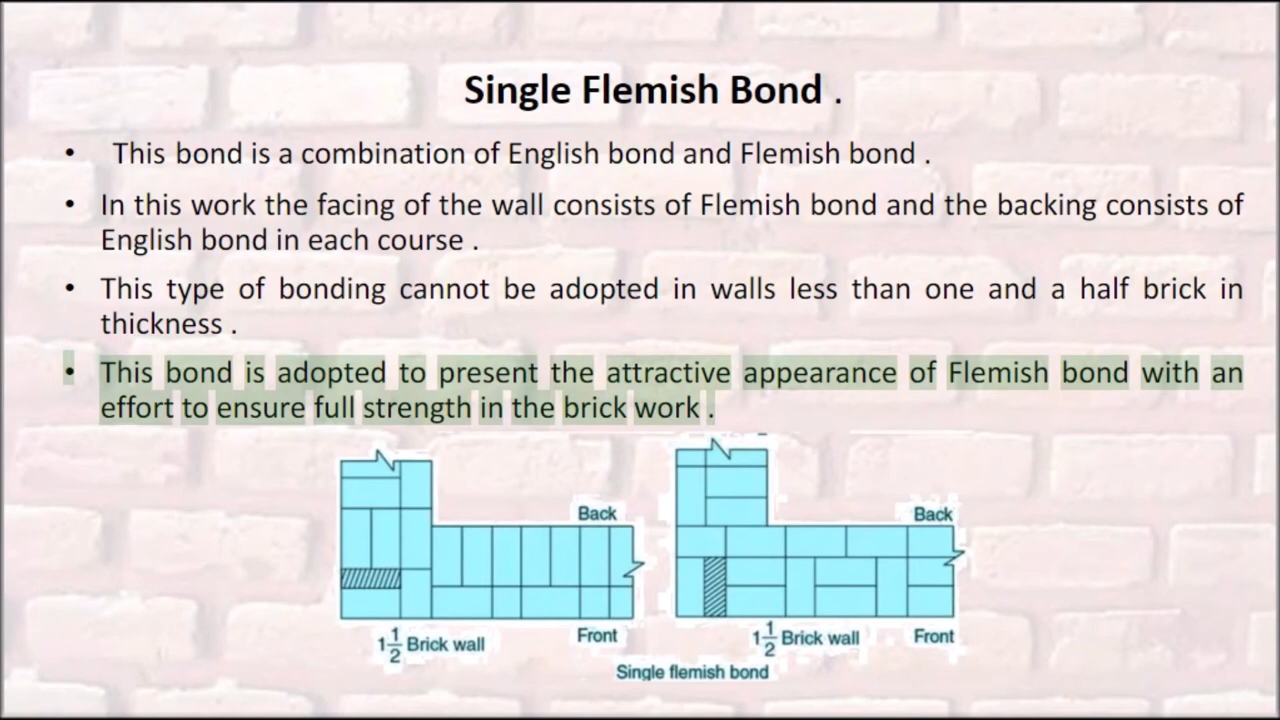 Single Flemish Bond .
• This bond is a combination of English bond and Flemish bond .
• In this work the facing of the wall consists of Flemish bond and the backing consists of
English bond in each course .
• This type of bonding cannot be adopted in walls less than one and a half brick in
thickness .
• This bond is adopted to present the attractive appearance of Flemish bond with an
effort to ensure full strength in the brick work .
Back
Back
1 1/2 Brick wall
Front
1 1/2 Brick wall
Front
Single flemish bond